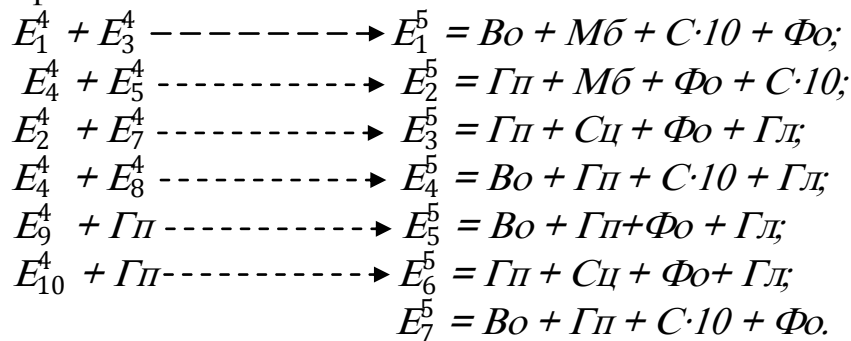 E₁⁴ + E₃⁴ ----------→ E₁⁵ = Во + Мб + С·10 + Фо;
E₄⁴ + E₅⁴ ----------→ E₂⁵ = Гп + Мб + Фо + С·10;
E₂⁴ + E₇⁴ ----------→ E₃⁵ = Гп + Сц + Фо + Гл;
E₄⁴ + E₈⁴ ----------→ E₄⁵ = Во + Гп + С·10 + Гл;
E₉⁴ + Гп ----------→ E₅⁵ = Во + Гп+Фо + Гл;
E₁₀⁴ + Гп----------→ E₆⁵ = Гп + Сц + Фо+ Гл;
E₇⁵ = Во + Гп + С·10 + Фо.